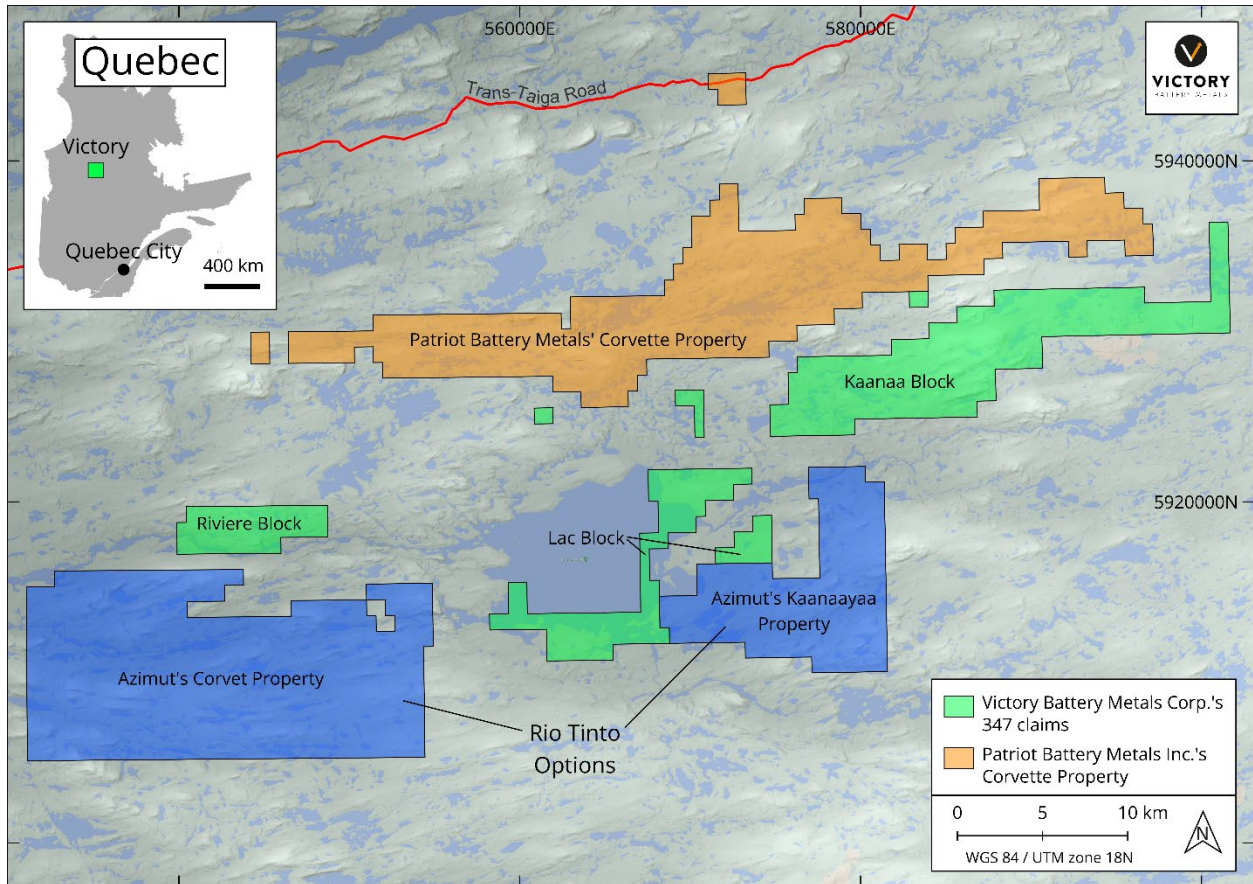 Quebec
Victory
Quebec City
400 km
560000E
580000E
Trans-Taiga Road
VICTORY
BATTERY METALS
5940000N
Patriot Battery Metals' Corvette Property
Kaanaa Block
5920000N
Riviere Block
Lac Block
Azimut's Kaanaayaa
Property
Azimut's Corvet Property
Rio Tinto
Options
Victory Battery Metals Corp.'s
347 claims
Patriot Battery Metals Inc.'s
Corvette Property
0 5 10 km
WGS 84 / UTM zone 18N
N